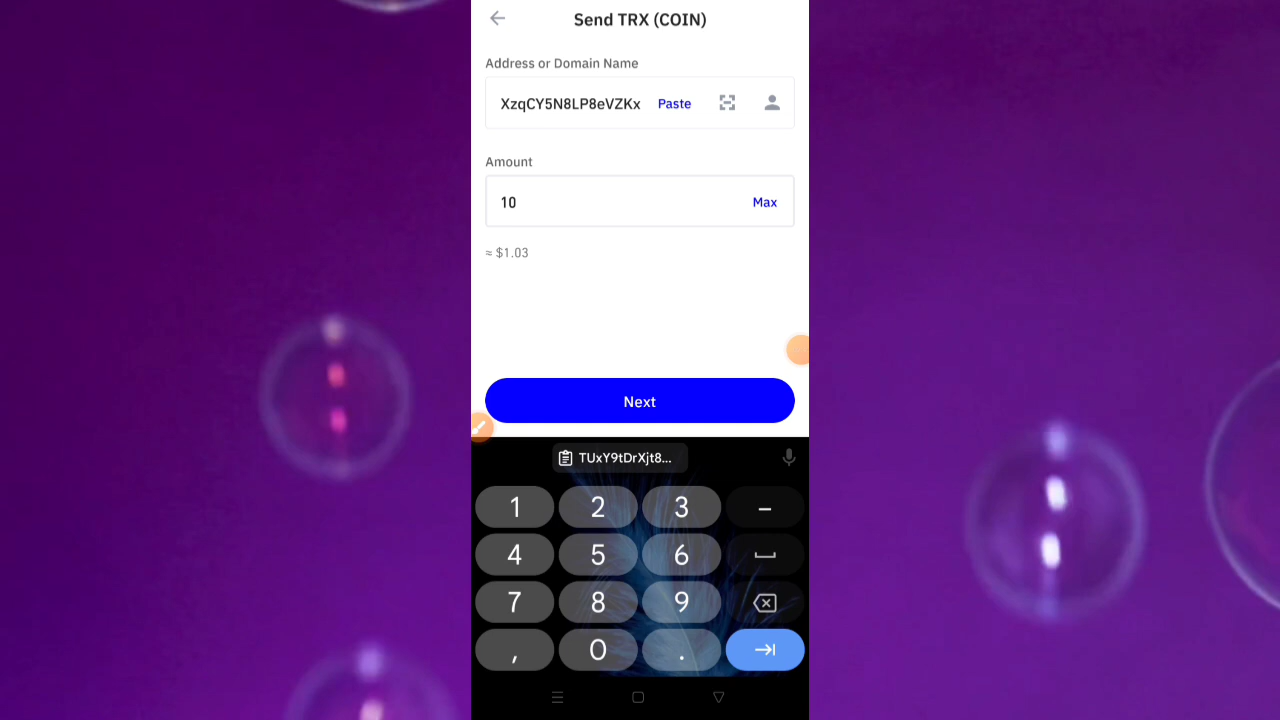 Send TRX (COIN)
Address or Domain Name
XzqCY5N8LP8eVZKx Paste
Amount
10 Max
≈ $1.03
Next
TUxY9tDrXjt8...
1 2 3 –
4 5 6
7 8 9
, 0 .